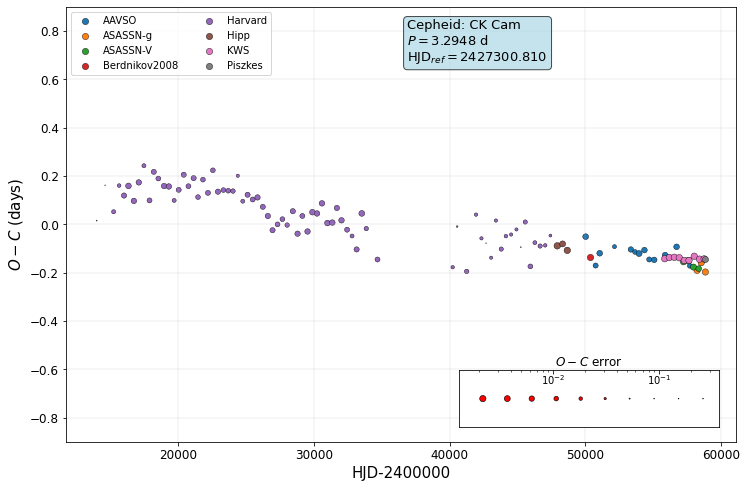 AAVSO
ASASSN-g
ASASSN-V
Berdnikov2008
Harvard
Hipp
KWS
Piszkes
Cepheid: CK Cam
P = 3.2948 d
HJD_ref = 2427300.810
0.8
0.6
0.4
0.2
0.0
−0.2
−0.4
−0.6
−0.8
O − C (days)
O − C error
10⁻² 10⁻¹
20000 30000 40000 50000 60000
HJD-2400000